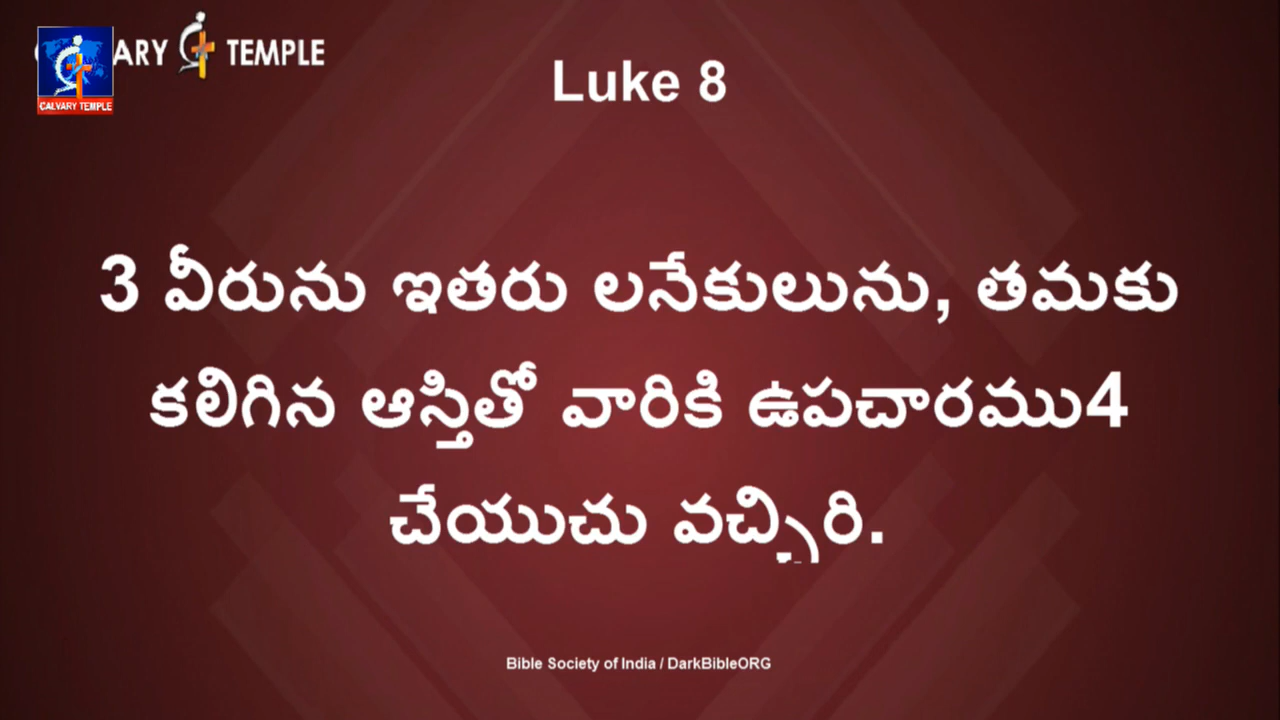 ARY TEMPLE
CALVARY TEMPLE
Luke 8
3 వీరును ఇతరు లనేకులును, తమకు
కలిగిన ఆస్తితో వారికి ఉపచారము4
చేయుచు వచ్చిరి.
Bible Society of India / DarkBibleORG